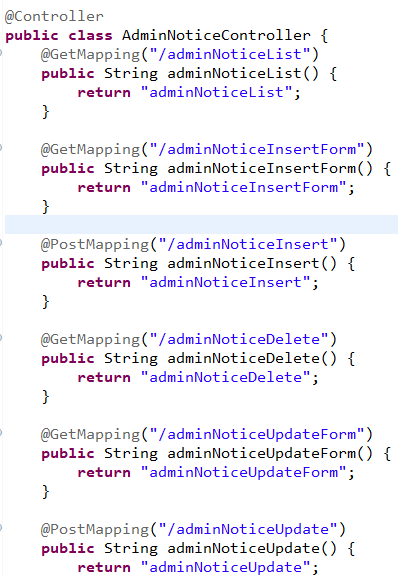 @Controller
public class AdminNoticeController {
    @GetMapping("/adminNoticeList")
    public String adminNoticeList() {
        return "adminNoticeList";
    }

    @GetMapping("/adminNoticeInsertForm")
    public String adminNoticeInsertForm() {
        return "adminNoticeInsertForm";
    }

    @PostMapping("/adminNoticeInsert")
    public String adminNoticeInsert() {
        return "adminNoticeInsert";
    }

    @GetMapping("/adminNoticeDelete")
    public String adminNoticeDelete() {
        return "adminNoticeDelete";
    }

    @GetMapping("/adminNoticeUpdateForm")
    public String adminNoticeUpdateForm() {
        return "adminNoticeUpdateForm";
    }

    @PostMapping("/adminNoticeUpdate")
    public String adminNoticeUpdate() {
        return "adminNoticeUpdate";